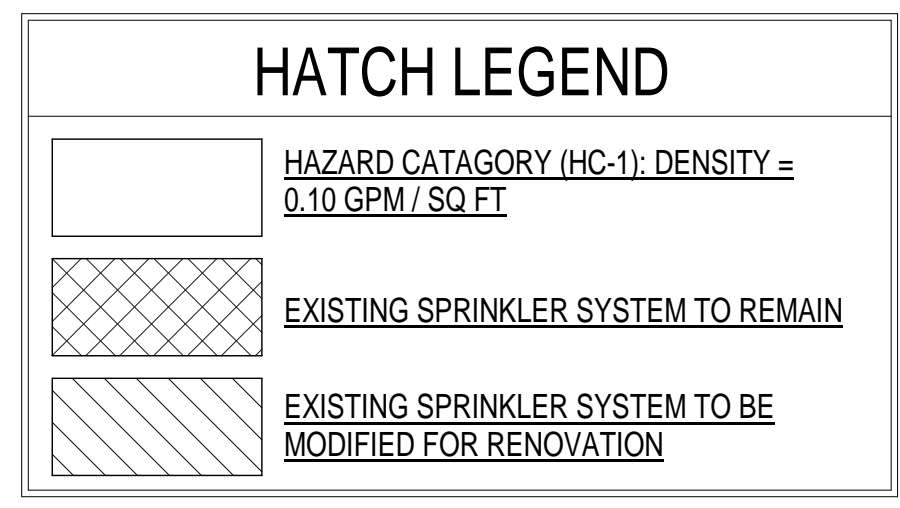 HATCH LEGEND
HAZARD CATAGORY (HC-1): DENSITY =
0.10 GPM / SQ FT
EXISTING SPRINKLER SYSTEM TO REMAIN
EXISTING SPRINKLER SYSTEM TO BE
MODIFIED FOR RENOVATION